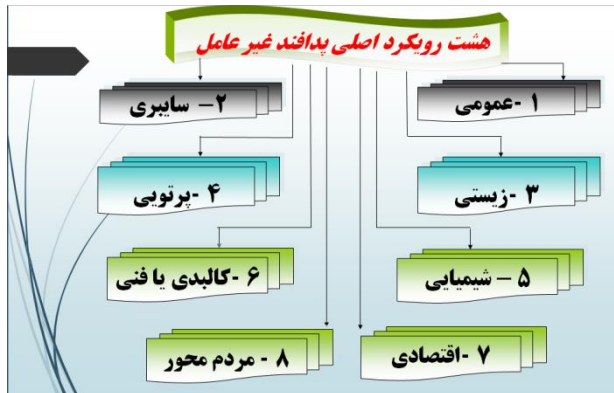 هشت رویکرد اصلی پدافند غیر عامل
۱ -عمومی
۲- سایبری
۳ -زیستی
۴ -پرتویی
۵ – شیمیایی
۶ -کالبدی یا فنی
۷ -اقتصادی
۸ - مردم محور